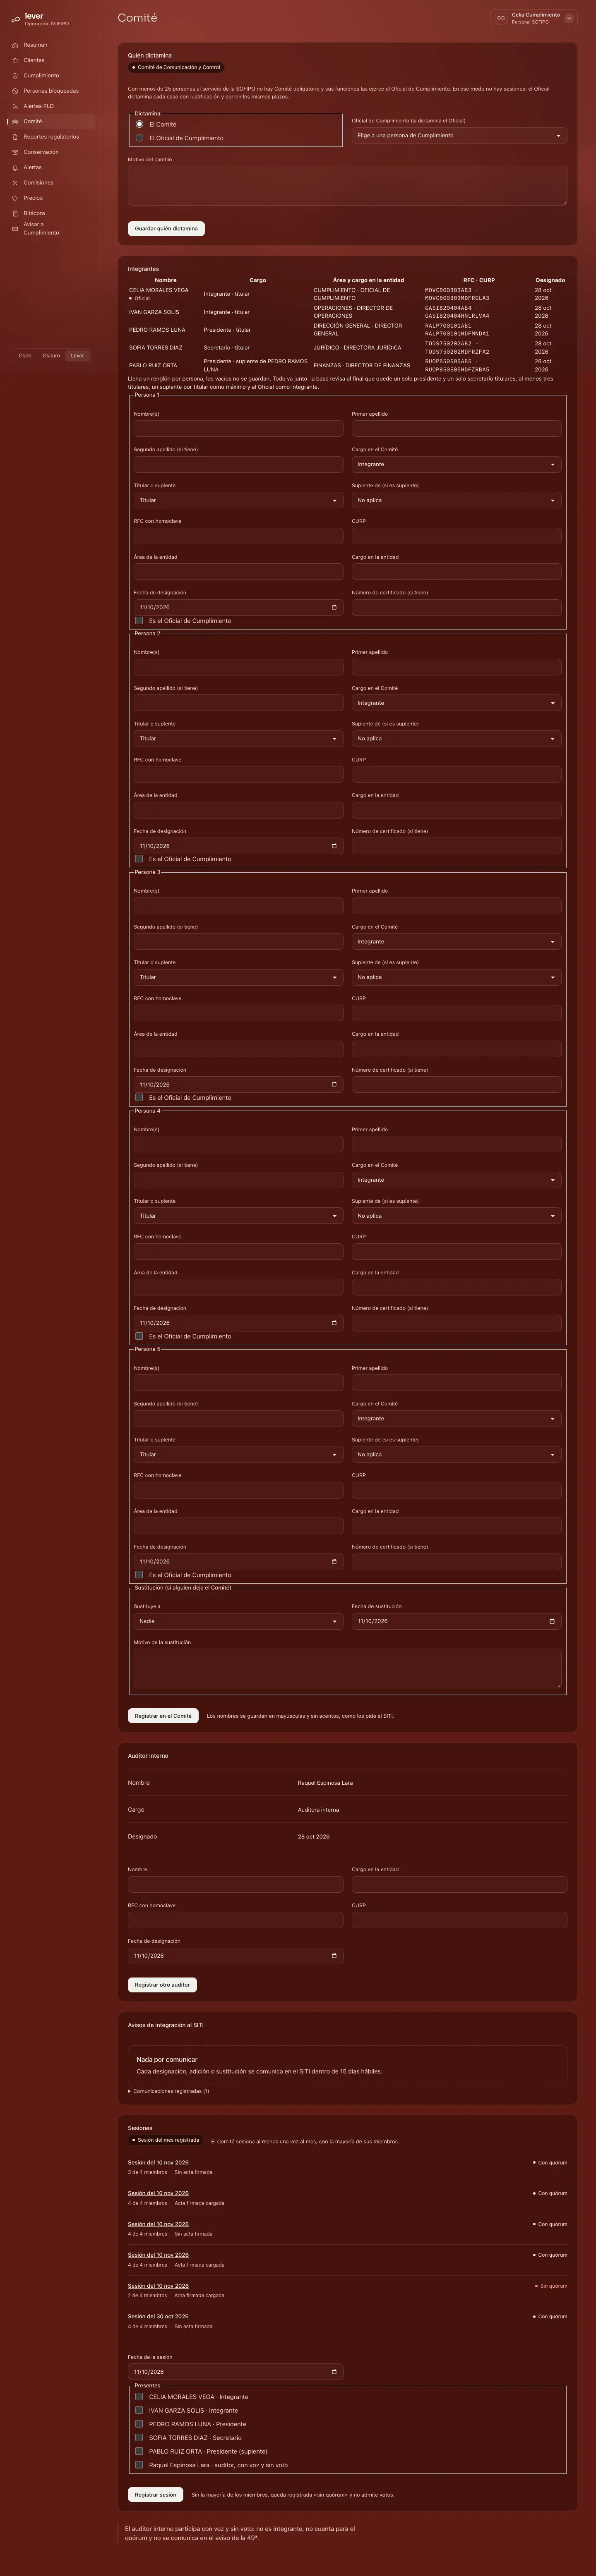 lever
Operación SOFIPO
Resumen
Clientes
Cumplimiento
Personas bloqueadas
Alertas PLD
Comité
Reportes regulatorios
Conservación
Alertas
Comisiones
Precios
Bitácora
Avisar a
Cumplimiento
Claro
Oscuro
Lever
Comité
CC
Celia Cumplimiento
Personal SOFIPO
Quién dictamina
Comité de Comunicación y Control
Con menos de 25 personas al servicio de la SOFIPO no hay Comité obligatorio y sus funciones las ejerce el Oficial de Cumplimiento. En ese modo no hay sesiones: el Oficial
dictamina cada caso con justificación y corren los mismos plazos.
Dictamina
El Comité
El Oficial de Cumplimiento
Oficial de Cumplimiento (si dictamina el Oficial)
Elige a una persona de Cumplimiento
Motivo del cambio
Guardar quién dictamina
Integrantes
Nombre Cargo Área y cargo en la entidad RFC · CURP Designado
CELIA MORALES VEGA
Oficial
Integrante · titular
CUMPLIMIENTO · OFICIAL DE
CUMPLIMIENTO
MOVC800303AB3 ·
MOVC800303MDFRGLA3
28 oct
2026
IVAN GARZA SOLIS
Integrante · titular
OPERACIONES · DIRECTOR DE
OPERACIONES
GASI820404AB4 ·
GASI820404HNLRLVA4
28 oct
2026
PEDRO RAMOS LUNA
Presidente · titular
DIRECCIÓN GENERAL · DIRECTOR
GENERAL
RALP700101AB1 ·
RALP700101HDFMNDA1
28 oct
2026
SOFIA TORRES DIAZ
Secretario · titular
JURÍDICO · DIRECTORA JURÍDICA
TODS750202AB2 ·
TODS750202MDFRZFA2
28 oct
2026
PABLO RUIZ ORTA
Presidente · suplente de PEDRO RAMOS
LUNA
FINANZAS · DIRECTOR DE FINANZAS
RUOP850505AB5 ·
RUOP850505HDFZRBA5
28 oct
2026
Llena un renglón por persona; los vacíos no se guardan. Todo va junto: la base revisa al final que quede un solo presidente y un solo secretario titulares, al menos tres
titulares, un suplente por titular como máximo y al Oficial como integrante.
Persona 1
Nombre(s)
Primer apellido
Segundo apellido (si tiene)
Cargo en el Comité
Integrante
Titular o suplente
Titular
Suplente de (si es suplente)
No aplica
RFC con homoclave
CURP
Área de la entidad
Cargo en la entidad
Fecha de designación
11/10/2026
Número de certificado (si tiene)
Es el Oficial de Cumplimiento
Persona 2
Nombre(s)
Primer apellido
Segundo apellido (si tiene)
Cargo en el Comité
Integrante
Titular o suplente
Titular
Suplente de (si es suplente)
No aplica
RFC con homoclave
CURP
Área de la entidad
Cargo en la entidad
Fecha de designación
11/10/2026
Número de certificado (si tiene)
Es el Oficial de Cumplimiento
Persona 3
Nombre(s)
Primer apellido
Segundo apellido (si tiene)
Cargo en el Comité
Integrante
Titular o suplente
Titular
Suplente de (si es suplente)
No aplica
RFC con homoclave
CURP
Área de la entidad
Cargo en la entidad
Fecha de designación
11/10/2026
Número de certificado (si tiene)
Es el Oficial de Cumplimiento
Persona 4
Nombre(s)
Primer apellido
Segundo apellido (si tiene)
Cargo en el Comité
Integrante
Titular o suplente
Titular
Suplente de (si es suplente)
No aplica
RFC con homoclave
CURP
Área de la entidad
Cargo en la entidad
Fecha de designación
11/10/2026
Número de certificado (si tiene)
Es el Oficial de Cumplimiento
Persona 5
Nombre(s)
Primer apellido
Segundo apellido (si tiene)
Cargo en el Comité
Integrante
Titular o suplente
Titular
Suplente de (si es suplente)
No aplica
RFC con homoclave
CURP
Área de la entidad
Cargo en la entidad
Fecha de designación
11/10/2026
Número de certificado (si tiene)
Es el Oficial de Cumplimiento
Sustitución (si alguien deja el Comité)
Sustituye a
Nadie
Fecha de sustitución
11/10/2026
Motivo de la sustitución
Registrar en el Comité
Los nombres se guardan en mayúsculas y sin acentos, como los pide el SITI.
Auditor interno
Nombre
Raquel Espinosa Lara
Cargo
Auditora interna
Designado
28 oct 2026
Nombre
Cargo en la entidad
RFC con homoclave
CURP
Fecha de designación
11/10/2026
Registrar otro auditor
Avisos de integración al SITI
Nada por comunicar
Cada designación, adición o sustitución se comunica en el SITI dentro de 15 días hábiles.
Comunicaciones registradas (1)
Sesiones
Sesión del mes registrada
El Comité sesiona al menos una vez al mes, con la mayoría de sus miembros.
Sesión del 10 nov 2026
Con quórum
3 de 4 miembros Sin acta firmada
Sesión del 10 nov 2026
Con quórum
4 de 4 miembros Acta firmada cargada
Sesión del 10 nov 2026
Con quórum
4 de 4 miembros Sin acta firmada
Sesión del 10 nov 2026
Con quórum
4 de 4 miembros Acta firmada cargada
Sesión del 10 nov 2026
Sin quórum
2 de 4 miembros Acta firmada cargada
Sesión del 30 oct 2026
Con quórum
4 de 4 miembros Sin acta firmada
Fecha de la sesión
11/10/2026
Presentes
CELIA MORALES VEGA · Integrante
IVAN GARZA SOLIS · Integrante
PEDRO RAMOS LUNA · Presidente
SOFIA TORRES DIAZ · Secretario
PABLO RUIZ ORTA · Presidente (suplente)
Raquel Espinosa Lara · auditor, con voz y sin voto
Registrar sesión
Sin la mayoría de los miembros, queda registrada «sin quórum» y no admite votos.
El auditor interno participa con voz y sin voto: no es integrante, no cuenta para el
quórum y no se comunica en el aviso de la 49ª.